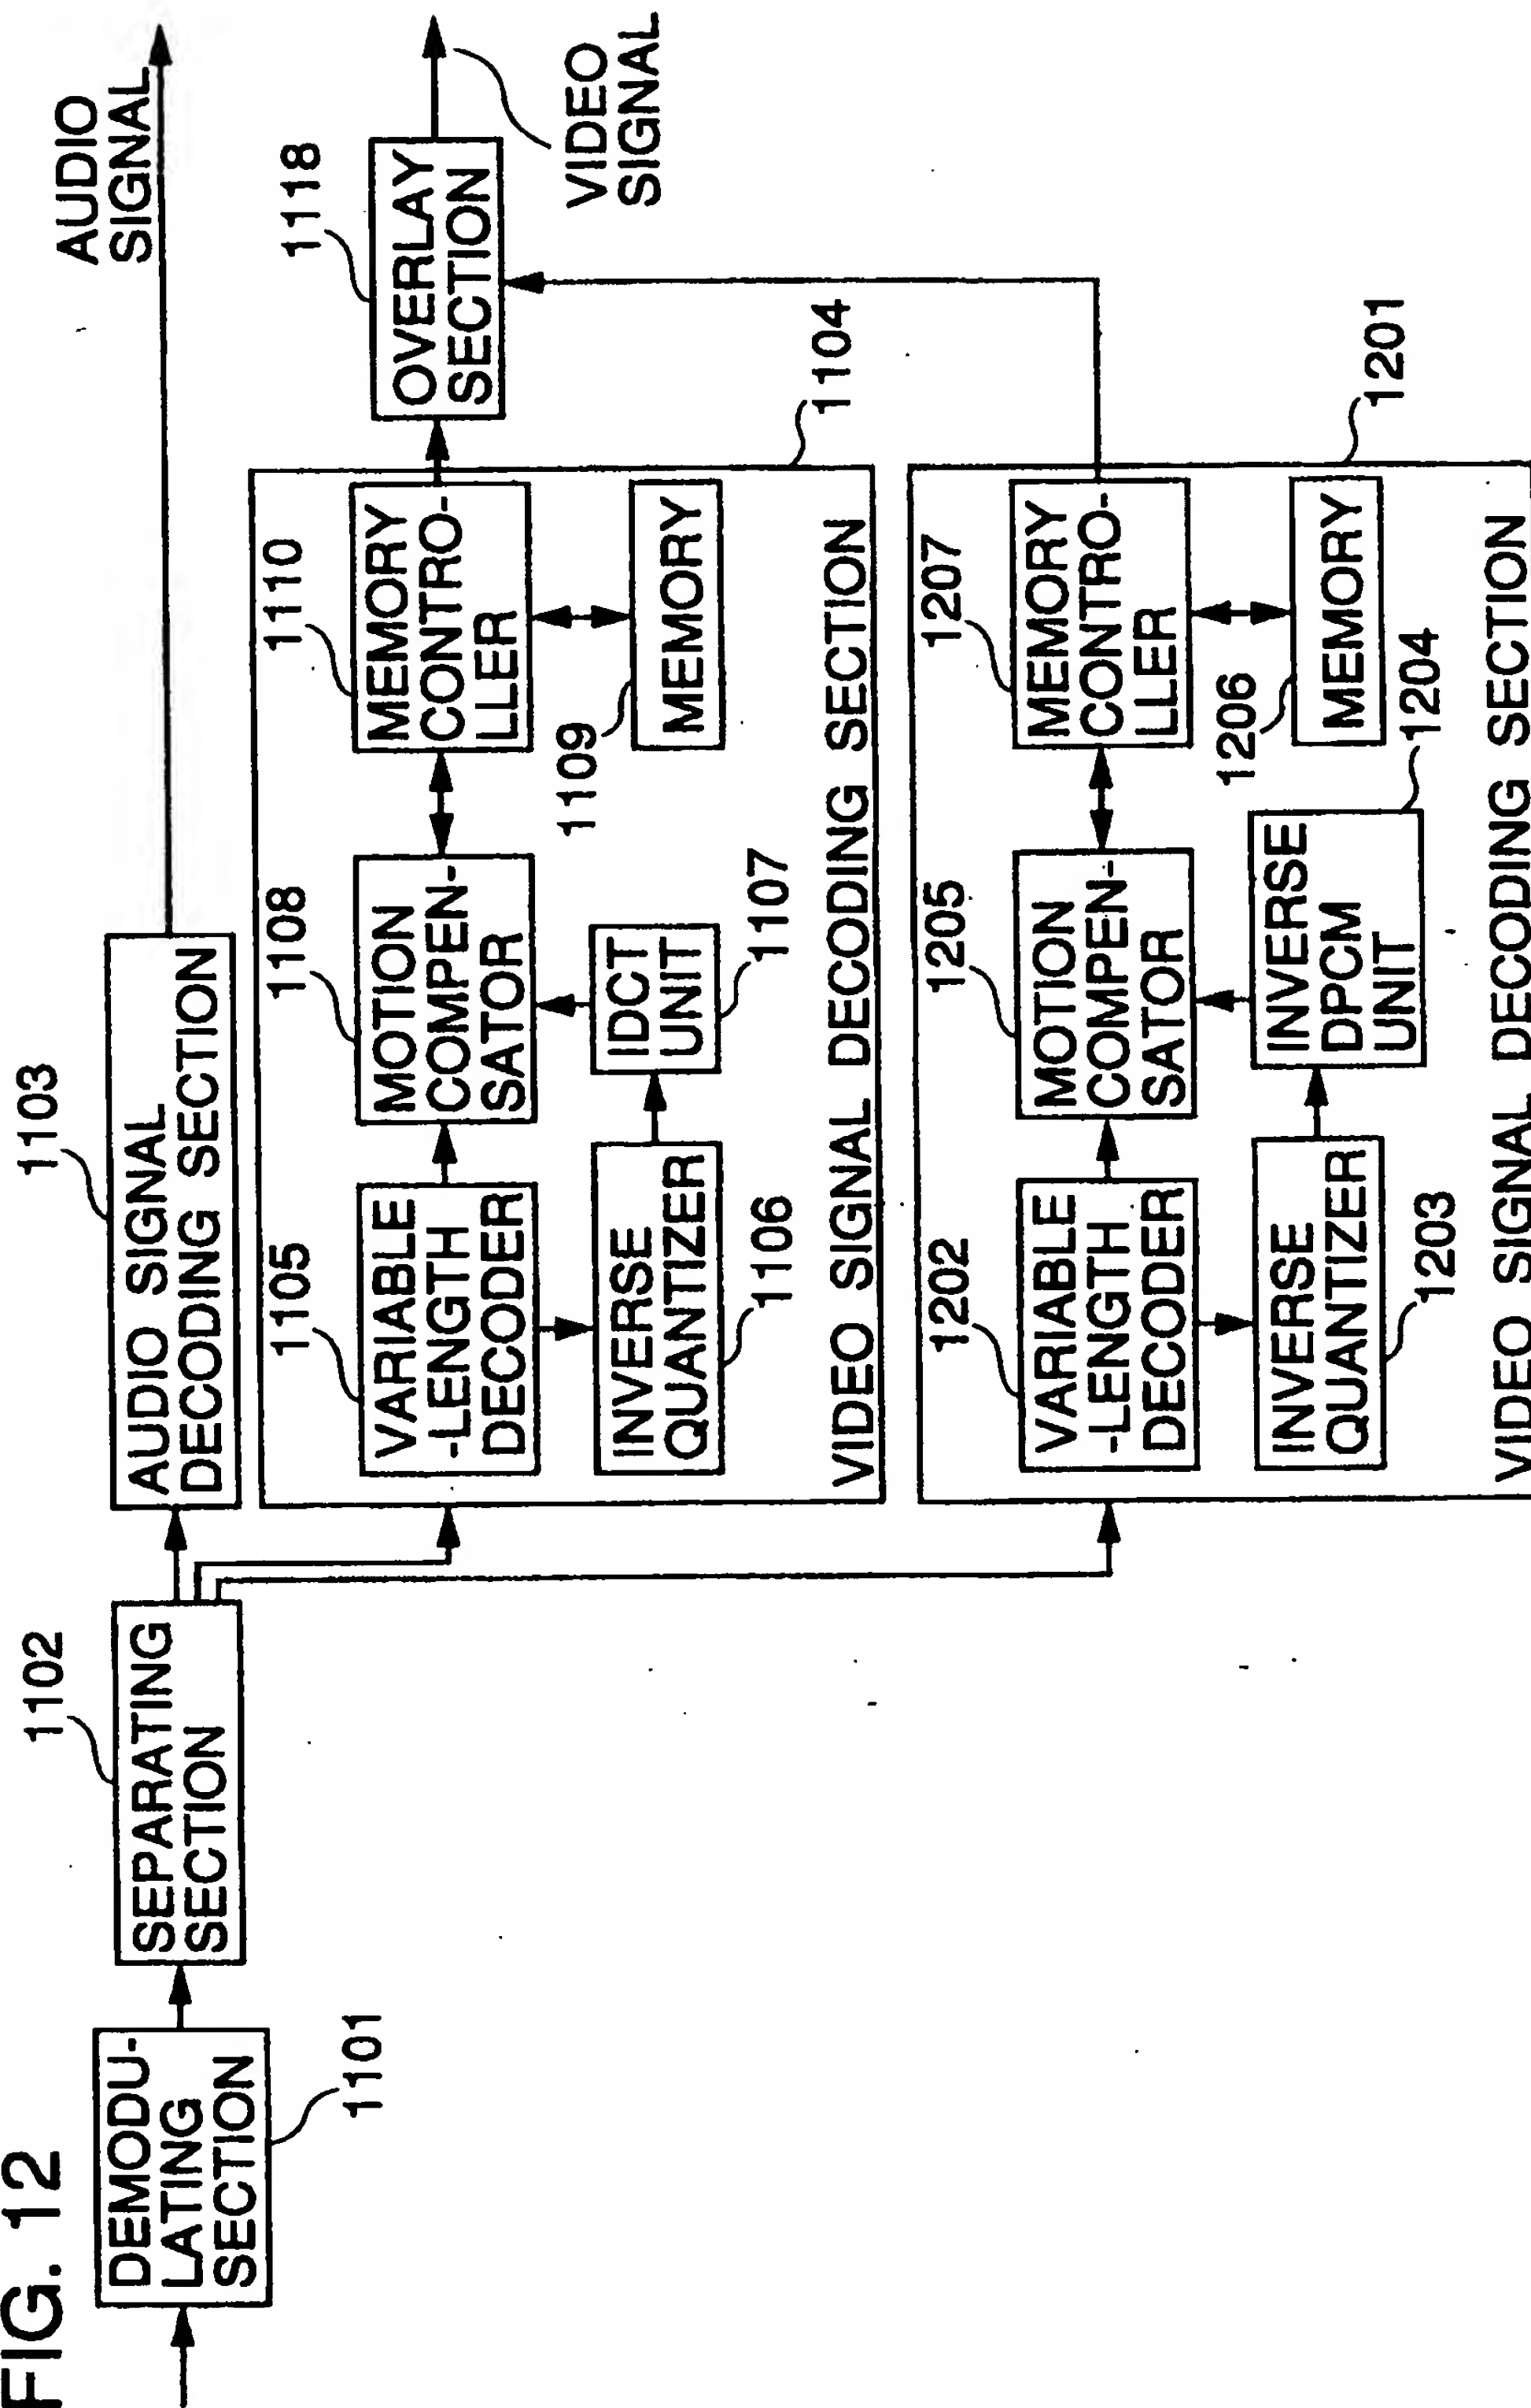 FIG. 12
DEMODU-
LATING
SECTION
1101
SEPARATING
SECTION
1102
AUDIO SIGNAL
DECODING SECTION
1103
AUDIO
SIGNAL
1105
VARIABLE
-LENGTH
DECODER
INVERSE
QUANTIZER
1106
1108
MOTION
COMPEN-
SATOR
IDCT
UNIT
1107
1110
MEMORY
CONTRO-
LLER
1109
MEMORY
VIDEO SIGNAL DECODING SECTION
1104
1118
OVERLAY
SECTION
VIDEO
SIGNAL
1202
VARIABLE
-LENGTH
DECODER
INVERSE
QUANTIZER
1203
1205
MOTION
COMPEN-
SATOR
INVERSE
DPCM
UNIT
1204
1207
MEMORY
CONTRO-
LLER
1206
MEMORY
VIDEO SIGNAL DECODING SECTION
1201